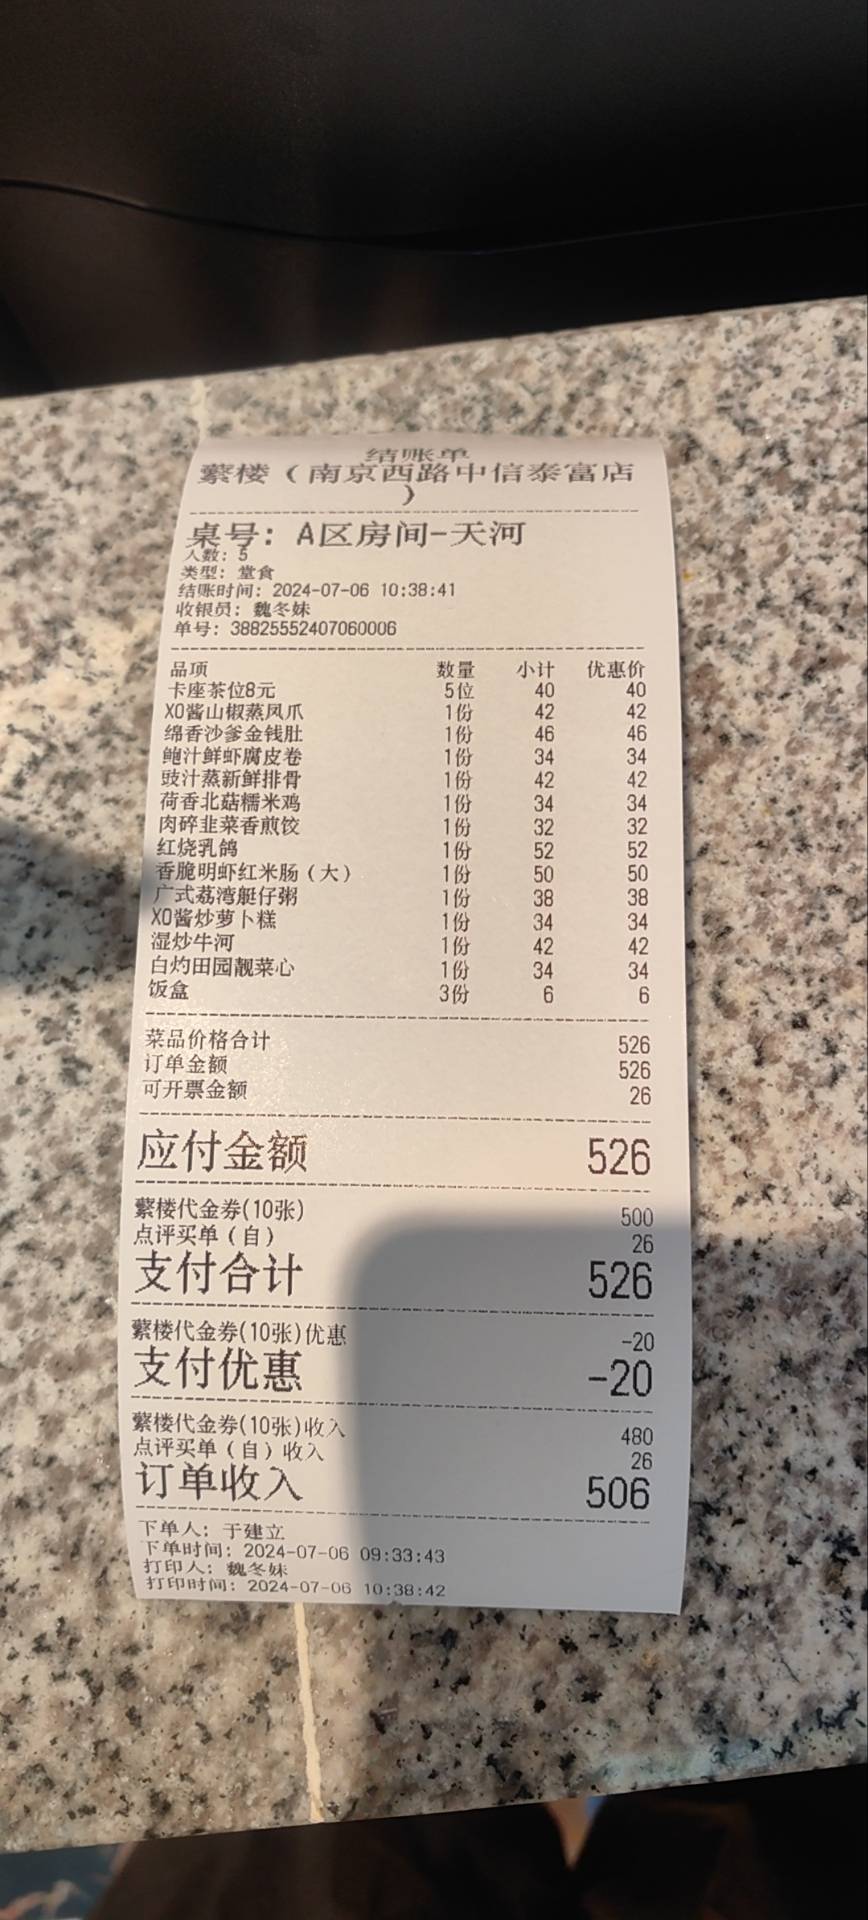 结账单
蘩楼（南京西路中信泰富店
）
桌号：A区房间-天河
人数：5
类型：堂食
结账时间：2024-07-06 10:38:41
收银员：魏冬妹
单号：38825552407060006
品项 数量 小计 优惠价
卡座茶位8元 5位 40 40
XO酱山椒蒸凤爪 1份 42 42
绵香沙爹金钱肚 1份 46 46
鲍汁鲜虾腐皮卷 1份 34 34
豉汁蒸新鲜排骨 1份 42 42
荷香北菇糯米鸡 1份 34 34
肉碎韭菜香煎饺 1份 32 32
红烧乳鸽 1份 52 52
香脆明虾红米肠（大） 1份 50 50
广式荔湾艇仔粥 1份 38 38
XO酱炒萝卜糕 1份 34 34
湿炒牛河 1份 42 42
白灼田园靓菜心 1份 34 34
饭盒 3份 6 6
菜品价格合计 526
订单金额 526
可开票金额 26
应付金额 526
蘩楼代金券(10张) 500
点评买单（自） 26
支付合计 526
蘩楼代金券(10张)优惠 -20
支付优惠 -20
蘩楼代金券(10张)收入 480
点评买单（自）收入 26
订单收入 506
下单人：于建立
下单时间：2024-07-06 09:33:43
打印人：魏冬妹
打印时间：2024-07-06 10:38:42